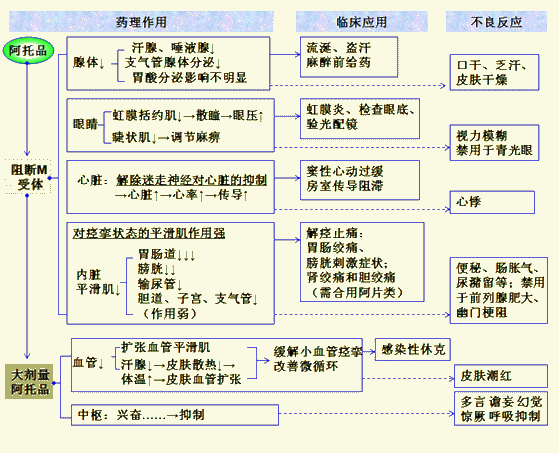 药理作用
临床应用
不良反应
阿托品
腺体↓
汗腺、唾液腺↓
支气管腺体分泌↓
胃酸分泌影响不明显
流涎、盗汗
麻醉前给药
口干、乏汗、
皮肤干燥
眼睛
虹膜括约肌↓→散瞳→眼压↑
睫状肌↓→调节麻痹
虹膜炎、检查眼底、
验光配镜
视力模糊
禁用于青光眼
阻断M
受体
心脏：解除迷走神经对心脏的抑制
→心脏↑→心率↑→传导↑
窦性心动过缓
房室传导阻滞
心悸
对痉挛状态的平滑肌作用强
内脏
平滑肌↓
胃肠道↓↓↓
膀胱↓↓
输尿管↓
胆道、子宫、支气管↓
（作用弱）
解痉止痛：
胃肠绞痛、
膀胱刺激症状；
肾绞痛和胆绞痛
（需合用阿片类）
便秘、肠胀气、
尿潴留等；禁用
于前列腺肥大、
幽门梗阻
大剂量
阿托品
血管↓
扩张血管平滑肌
汗腺↓→皮肤散热↓→
体温↑→皮肤血管扩张
缓解小血管痉挛
改善微循环
感染性休克
皮肤潮红
中枢：兴奋……→抑制
多言 谵妄 幻觉
惊厥 呼吸抑制